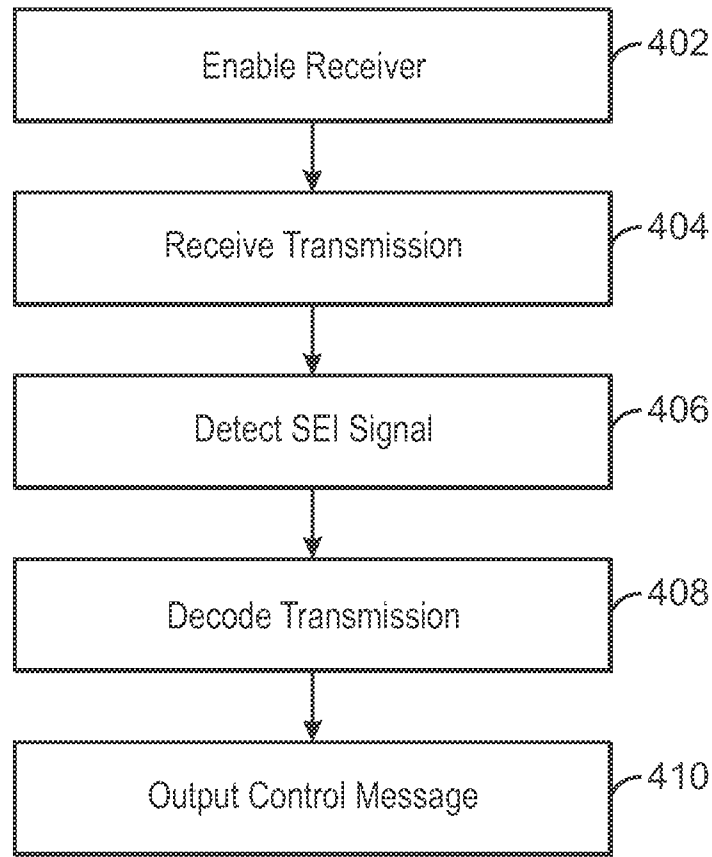 Enable Receiver
402
Receive Transmission
404
Detect SEI Signal
406
Decode Transmission
408
Output Control Message
410